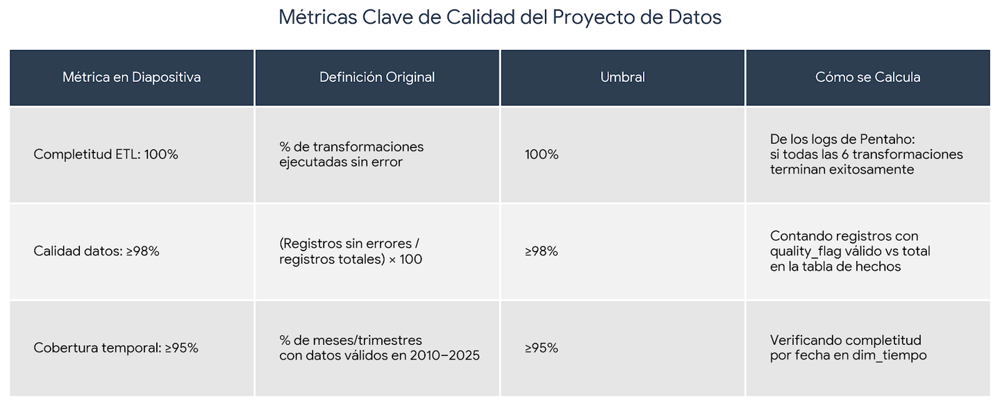 Métricas Clave de Calidad del Proyecto de Datos
Métrica en Diapositiva
Definición Original
Umbral
Cómo se Calcula
Completitud ETL: 100%
% de transformaciones
ejecutadas sin error
100%
De los logs de Pentaho:
si todas las 6 transformaciones
terminan exitosamente
Calidad datos: ≥98%
(Registros sin errores /
registros totales) × 100
≥98%
Contando registros con
quality_flag válido vs total
en la tabla de hechos
Cobertura temporal: ≥95%
% de meses/trimestres
con datos válidos en 2010–2025
≥95%
Verificando completitud
por fecha en dim_tiempo